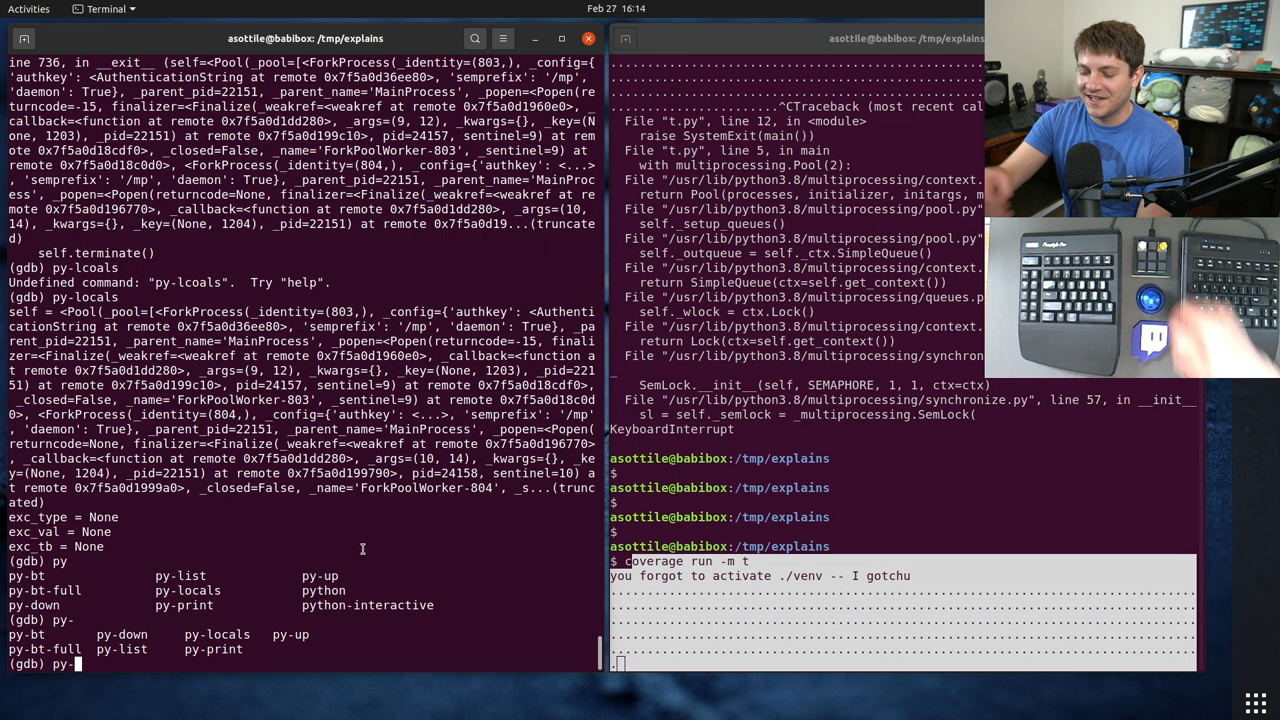 Activities
Terminal
Feb 27 16:14
asottile@babibox: /tmp/explains
ine 736, in __exit__ (self=<Pool(_pool=[<ForkProcess(_identity=(803,), _config={
'authkey': <AuthenticationString at remote 0x7f5a0d36ee80>, 'semprefix': '/mp',
'daemon': True}, _parent_pid=22151, _parent_name='MainProcess', _popen=<Popen(re
turncode=-15, finalizer=<Finalize(_weakref=<weakref at remote 0x7f5a0d1960e0>, _
callback=<function at remote 0x7f5a0d1dd280>, _args=(9, 12), _kwargs={}, _key=(N
one, 1203), _pid=22151) at remote 0x7f5a0d199c10>, pid=24157, sentinel=9) at rem
ote 0x7f5a0d18cdf0>, _closed=False, _name='ForkPoolWorker-803', _sentinel=9) at
remote 0x7f5a0d18c0d0>, <ForkProcess(_identity=(804,), _config={'authkey': <...>
, 'semprefix': '/mp', 'daemon': True}, _parent_pid=22151, _parent_name='MainProc
ess', _popen=<Popen(returncode=None, finalizer=<Finalize(_weakref=<weakref at re
mote 0x7f5a0d196770>, _callback=<function at remote 0x7f5a0d1dd280>, _args=(10,
14), _kwargs={}, _key=(None, 1204), _pid=22151) at remote 0x7f5a0d19...(truncate
d)
self.terminate()
(gdb) py-lcoals
Undefined command: "py-lcoals". Try "help".
(gdb) py-locals
self = <Pool(_pool=[<ForkProcess(_identity=(803,), _config={'authkey': <Authenti
cationString at remote 0x7f5a0d36ee80>, 'semprefix': '/mp', 'daemon': True}, _pa
rent_pid=22151, _parent_name='MainProcess', _popen=<Popen(returncode=-15, finali
zer=<Finalize(_weakref=<weakref at remote 0x7f5a0d1960e0>, _callback=<function a
t remote 0x7f5a0d1dd280>, _args=(9, 12), _kwargs={}, _key=(None, 1203), _pid=221
51) at remote 0x7f5a0d199c10>, pid=24157, sentinel=9) at remote 0x7f5a0d18cdf0>,
_closed=False, _name='ForkPoolWorker-803', _sentinel=9) at remote 0x7f5a0d18c0d
0>, <ForkProcess(_identity=(804,), _config={'authkey': <...>, 'semprefix': '/mp'
, 'daemon': True}, _parent_pid=22151, _parent_name='MainProcess', _popen=<Popen(
returncode=None, finalizer=<Finalize(_weakref=<weakref at remote 0x7f5a0d196770>
, _callback=<function at remote 0x7f5a0d1dd280>, _args=(10, 14), _kwargs={}, _ke
y=(None, 1204), _pid=22151) at remote 0x7f5a0d199790>, pid=24158, sentinel=10) a
t remote 0x7f5a0d1999a0>, _closed=False, _name='ForkPoolWorker-804', _s...(trunc
ated)
exc_type = None
exc_val = None
exc_tb = None
(gdb) py
py-bt py-list py-up
py-bt-full py-locals python
py-down py-print python-interactive
(gdb) py-
py-bt py-down py-locals py-up
py-bt-full py-list py-print
(gdb) py-
asottile@babibox: /tmp/explains
................................................
................................................
................................................
.......................^CTraceback (most recent cal
File "t.py", line 12, in <module>
raise SystemExit(main())
File "t.py", line 5, in main
with multiprocessing.Pool(2):
File "/usr/lib/python3.8/multiprocessing/context.
return Pool(processes, initializer, initargs, m
File "/usr/lib/python3.8/multiprocessing/pool.py"
self._setup_queues()
File "/usr/lib/python3.8/multiprocessing/pool.py"
self._outqueue = self._ctx.SimpleQueue()
File "/usr/lib/python3.8/multiprocessing/context.
return SimpleQueue(ctx=self.get_context())
File "/usr/lib/python3.8/multiprocessing/queues.p
self._wlock = ctx.Lock()
File "/usr/lib/python3.8/multiprocessing/context.
return Lock(ctx=self.get_context())
File "/usr/lib/python3.8/multiprocessing/synchro
_
SemLock.__init__(self, SEMAPHORE, 1, 1, ctx=ctx)
File "/usr/lib/python3.8/multiprocessing/synchronize.py", line 57, in __init__
sl = self._semlock = _multiprocessing.SemLock(
KeyboardInterrupt
asottile@babibox:/tmp/explains
$
asottile@babibox:/tmp/explains
$
asottile@babibox:/tmp/explains
$
asottile@babibox:/tmp/explains
$ coverage run -m t
you forgot to activate ./venv -- I gotchu
................................................................................
................................................................................
................................................................................
................................................................................
................................................................................
.